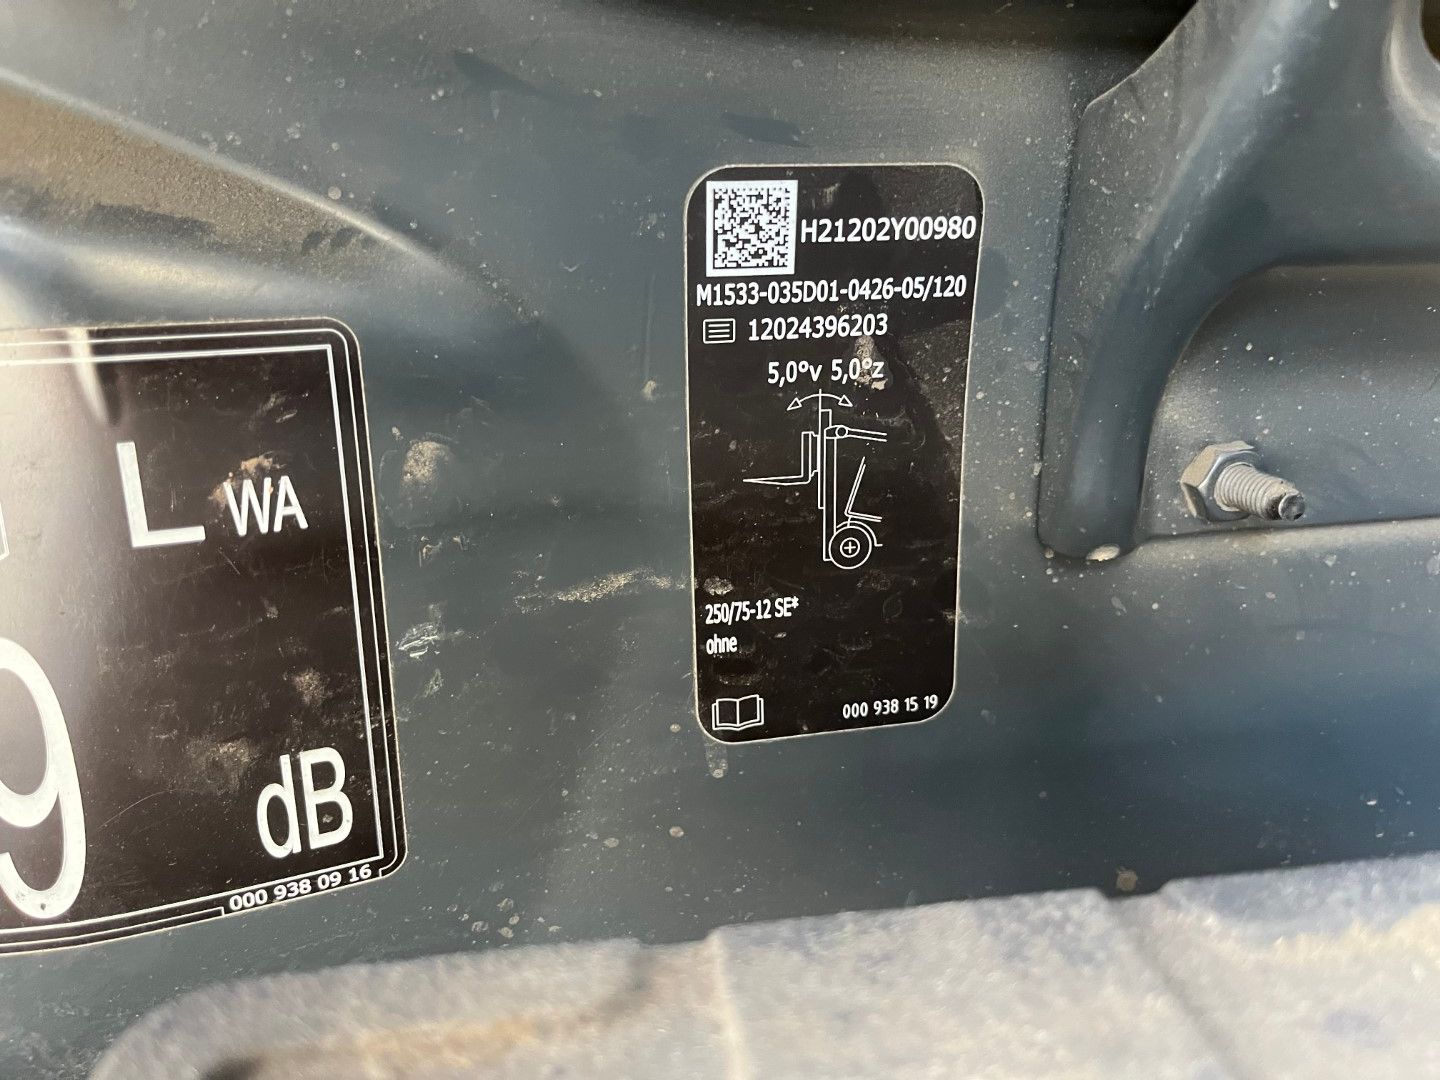 H21202Y00980
M1533-035D01-0426-05/120
12024396203
5,0°v 5,0°z
250/75-12 SE*
ohne
000 938 15 19
L WA
9
dB
000 938 09 16